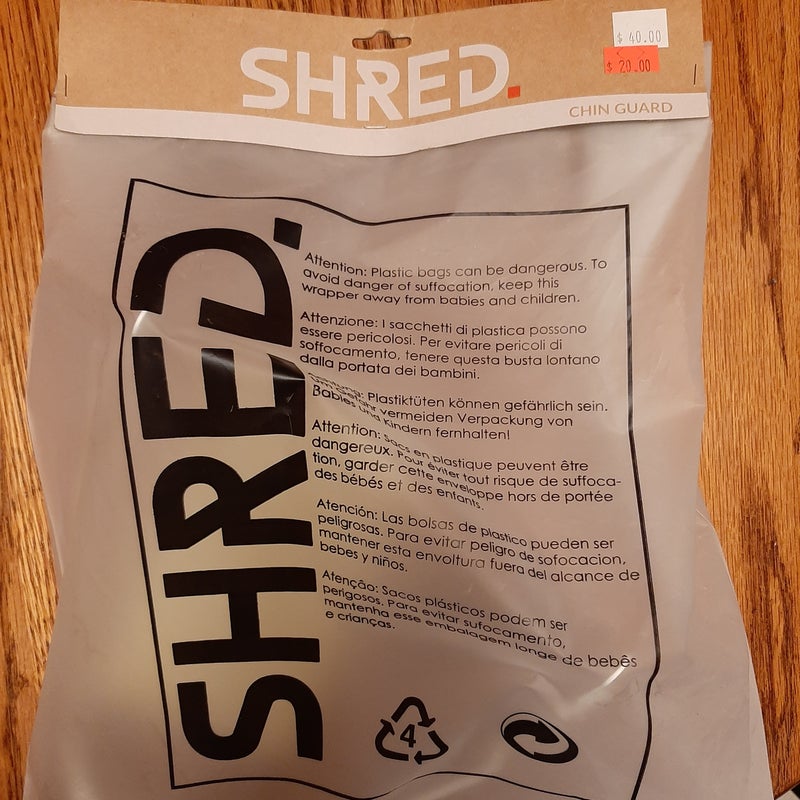 $ 40.00
$ 20.00
SHRED.
CHIN GUARD
SHRED.
Attention: Plastic bags can be dangerous. To
avoid danger of suffocation, keep this
wrapper away from babies and children.
Attenzione: I sacchetti di plastica possono
essere pericolosi. Per evitare pericoli di
soffocamento, tenere questa busta lontano
dalla portata dei bambini.
Plastiktüten können gefährlich sein.
Um Gefahr vermeiden Verpackung von
Babies und Kindern fernhalten!
Attention: Sacs en plastique peuvent être
dangereux. Pour éviter tout risque de suffoca-
tion, garder cette enveloppe hors de portée
des bébés et des enfants.
Atención: Las bolsas de plastico pueden ser
peligrosas. Para evitar peligro de sofocacion,
mantener esta envoltura fuera del alcance de
bebes y niños.
Atenção: Sacos plásticos podem ser
perigosos. Para evitar sufocamento,
mantenha esse embalagem longe de bebês
e crianças.
4